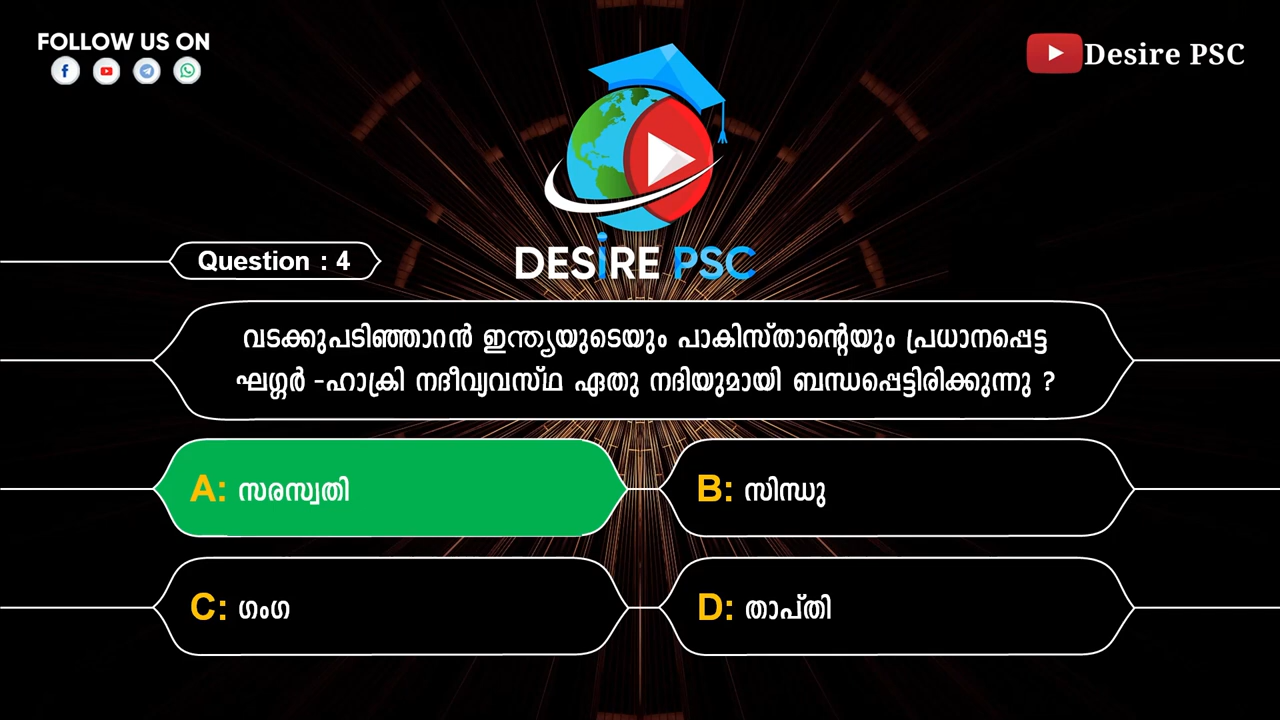 FOLLOW US ON
Desire PSC
DESiRE PSC
Question : 4
വടക്കുപടിഞ്ഞാറൻ ഇന്ത്യയുടെയും പാകിസ്താന്റെയും പ്രധാനപ്പെട്ട
ഘഗ്ഗർ -ഹാക്ര നദീവ്യവസ്ഥ ഏതു നദിയുമായി ബന്ധപ്പെട്ടിരിക്കുന്നു ?
A: സരസ്വതി
B: സിന്ധു
C: ഗംഗ
D: താപ്തി